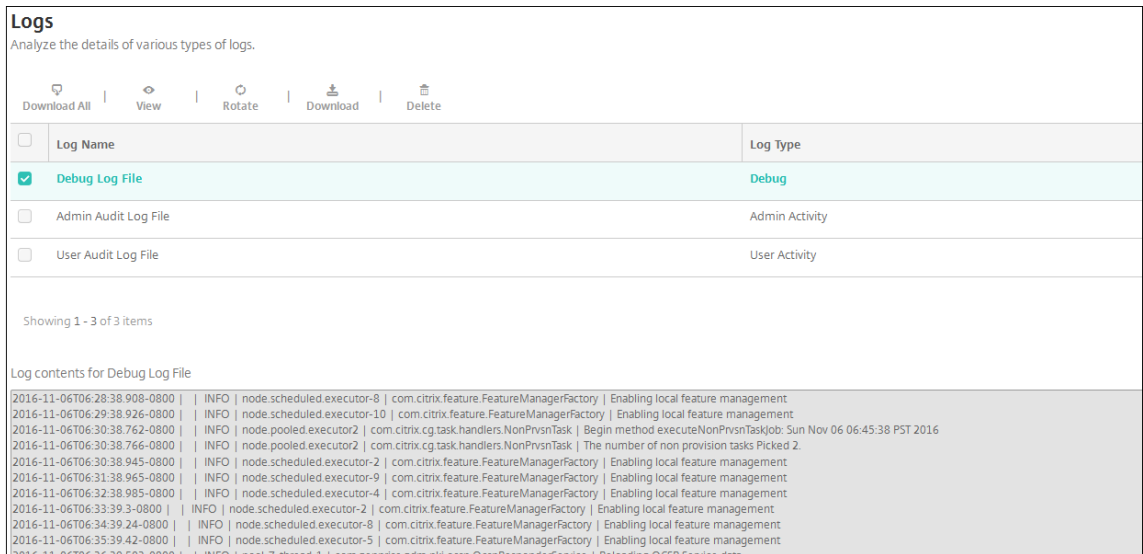 Logs
Analyze the details of various types of logs.
Download All | View | Rotate | Download | Delete
Log Name Log Type
Debug Log File Debug
Admin Audit Log File Admin Activity
User Audit Log File User Activity
Showing 1 - 3 of 3 items
Log contents for Debug Log File
2016-11-06T06:28:38.908-0800 | | INFO | node.scheduled.executor-8 | com.citrix.feature.FeatureManagerFactory | Enabling local feature management
2016-11-06T06:29:38.926-0800 | | INFO | node.scheduled.executor-10 | com.citrix.feature.FeatureManagerFactory | Enabling local feature management
2016-11-06T06:30:38.762-0800 | | INFO | node.pooled.executor2 | com.citrix.cg.task.handlers.NonPrvsnTask | Begin method executeNonPrvsnTaskJob: Sun Nov 06 06:45:38 PST 2016
2016-11-06T06:30:38.766-0800 | | INFO | node.pooled.executor2 | com.citrix.cg.task.handlers.NonPrvsnTask | The number of non provision tasks Picked 2.
2016-11-06T06:30:38.945-0800 | | INFO | node.scheduled.executor-2 | com.citrix.feature.FeatureManagerFactory | Enabling local feature management
2016-11-06T06:31:38.965-0800 | | INFO | node.scheduled.executor-9 | com.citrix.feature.FeatureManagerFactory | Enabling local feature management
2016-11-06T06:32:38.985-0800 | | INFO | node.scheduled.executor-4 | com.citrix.feature.FeatureManagerFactory | Enabling local feature management
2016-11-06T06:33:39.3-0800 | | INFO | node.scheduled.executor-2 | com.citrix.feature.FeatureManagerFactory | Enabling local feature management
2016-11-06T06:34:39.24-0800 | | INFO | node.scheduled.executor-8 | com.citrix.feature.FeatureManagerFactory | Enabling local feature management
2016-11-06T06:35:39.42-0800 | | INFO | node.scheduled.executor-5 | com.citrix.feature.FeatureManagerFactory | Enabling local feature management